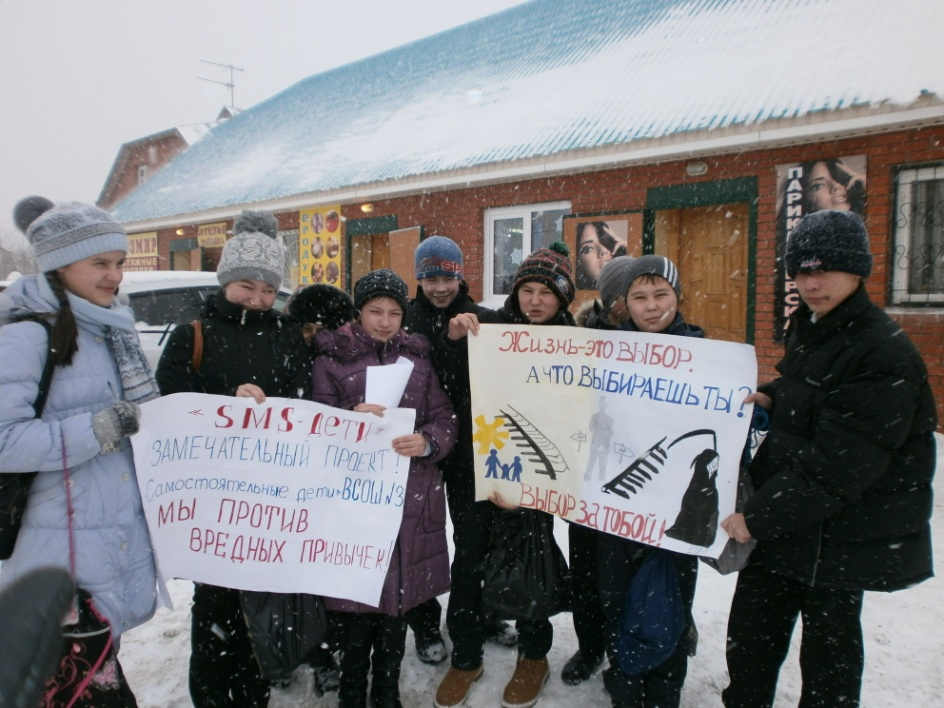 «SMS-дети»
ЗАМЕЧАТЕЛЬНЫЙ ПРОЕКТ!
Самостоятельные дети»ВСОШ №3
МЫ ПРОТИВ
ВРЕДНЫХ ПРИВЫЧЕК!
ЖИЗНЬ-ЭТО ВЫБОР.
А ЧТО ВЫБИРАЕШЬ ТЫ?
ВЫБОР ЗА ТОБОЙ!
ПРОДУ